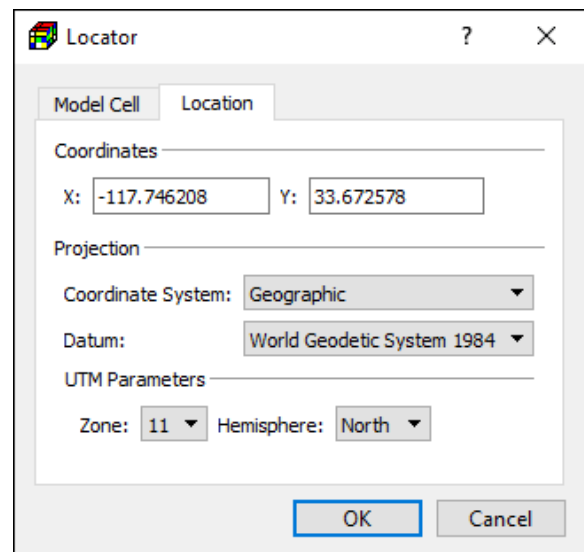 Locator ? ×
Model Cell Location
Coordinates
X: -117.746208 Y: 33.672578
Projection
Coordinate System: Geographic
Datum: World Geodetic System 1984
UTM Parameters
Zone: 11 Hemisphere: North
OK Cancel